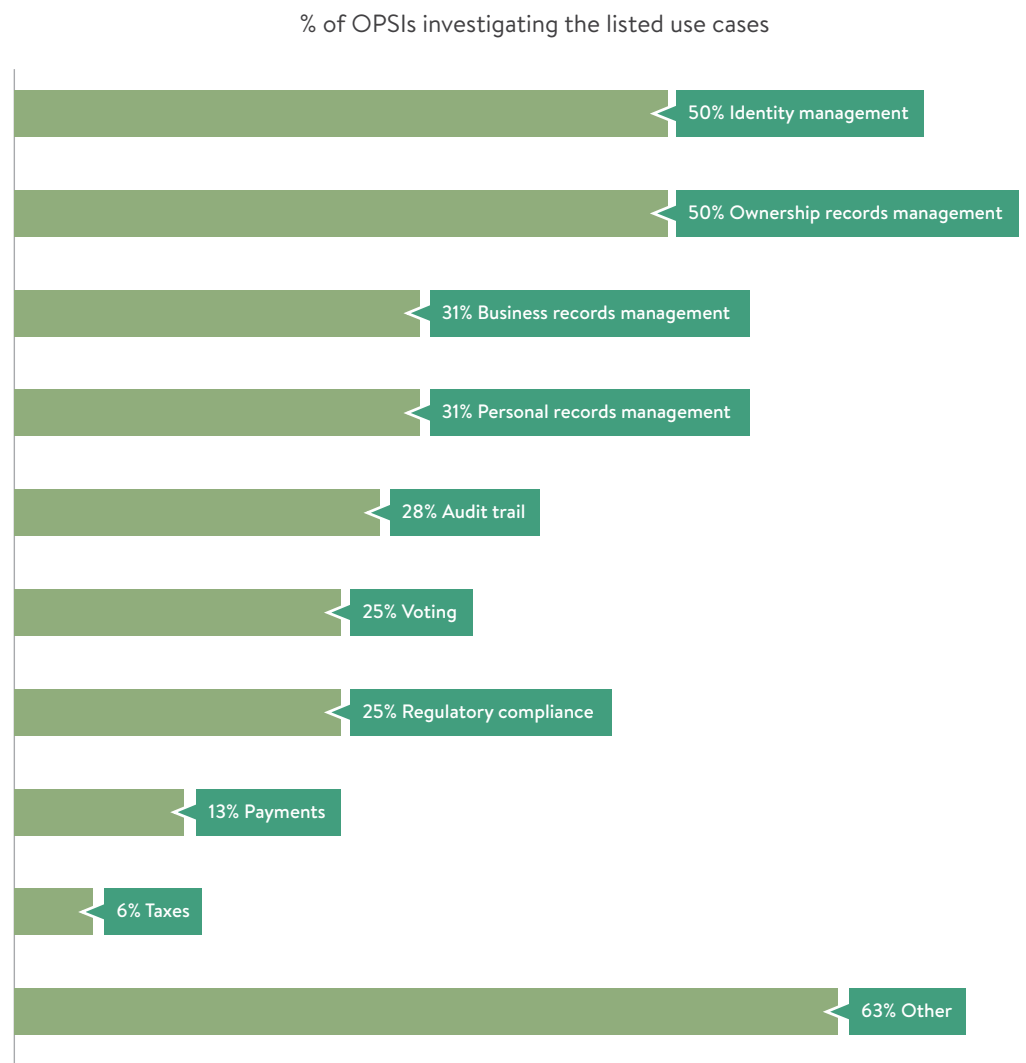 % of OPSIs investigating the listed use cases
50% Identity management
50% Ownership records management
31% Business records management
31% Personal records management
28% Audit trail
25% Voting
25% Regulatory compliance
13% Payments
6% Taxes
63% Other